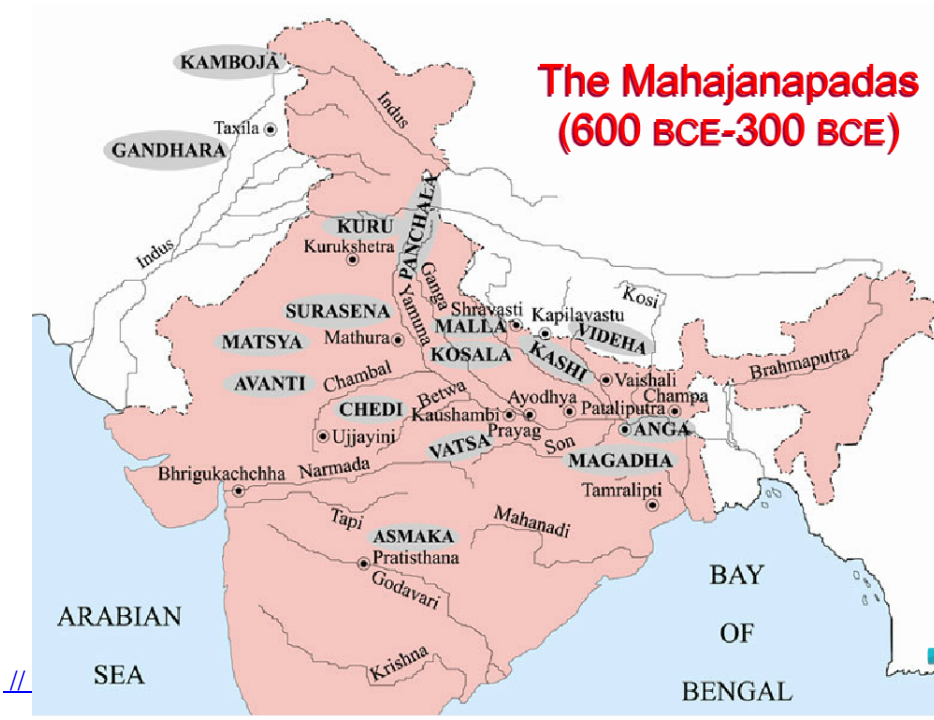 The Mahajanapadas
(600 BCE-300 BCE)
KAMBOJA
Indus
Taxila
GANDHARA
PANCHALA
KURU
Kurukshetra
Indus
Ganga
Yamuna
Kosi
SURASENA
Shravasti
Kapilavastu
MALLA
VIDEHA
MATSYA
Mathura
KOSALA
KASHI
Brahmaputra
AVANTI
Chambal
Vaishali
Betwa
Ayodhya
Champa
CHEDI
Kaushambi
Pataliputra
Ujjayini
Prayag
ANGA
VATSA
Son
MAGADHA
Bhrigukachchha
Narmada
Tamralipti
Tapi
Mahanadi
ASMAKA
Pratisthana
Godavari
BAY
ARABIAN
OF
Krishna
SEA
BENGAL
//